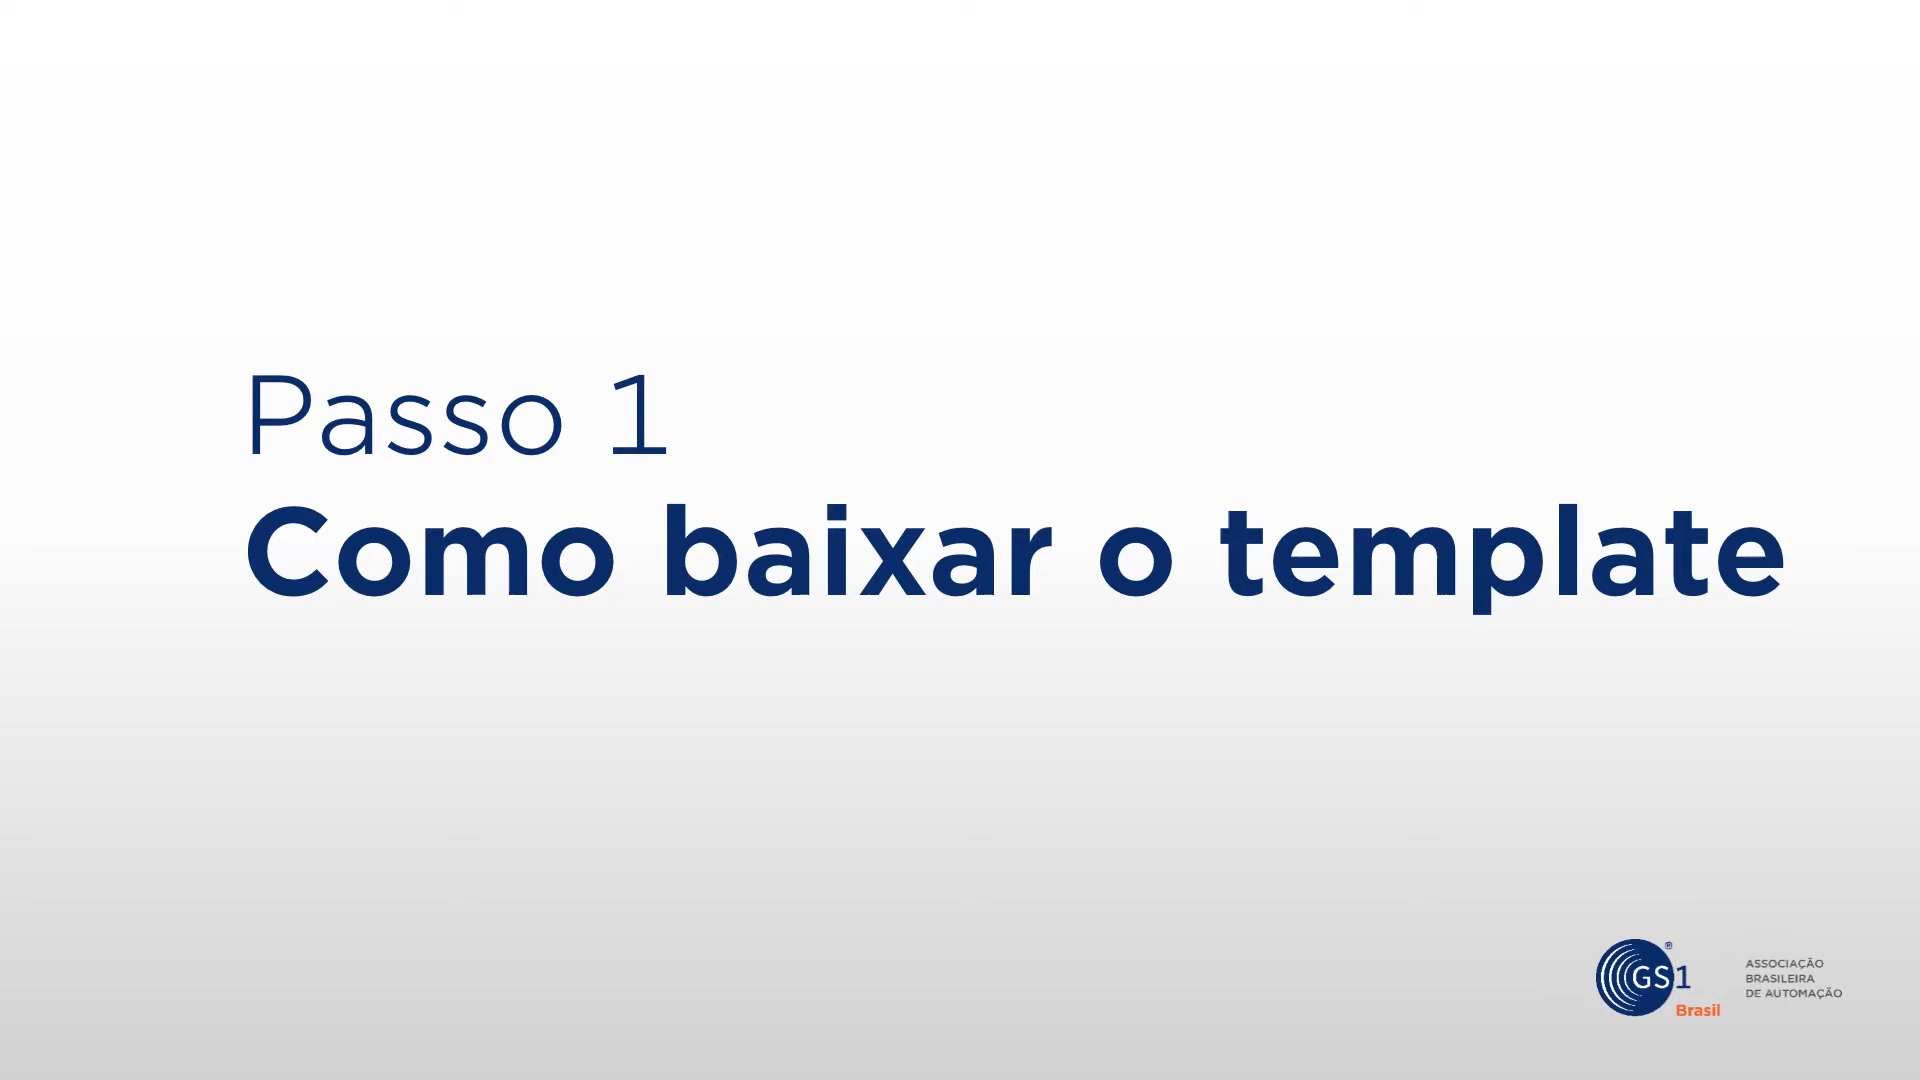 Passo 1
Como baixar o template
GS1®
Brasil
ASSOCIAÇÃO
BRASILEIRA
DE AUTOMAÇÃO